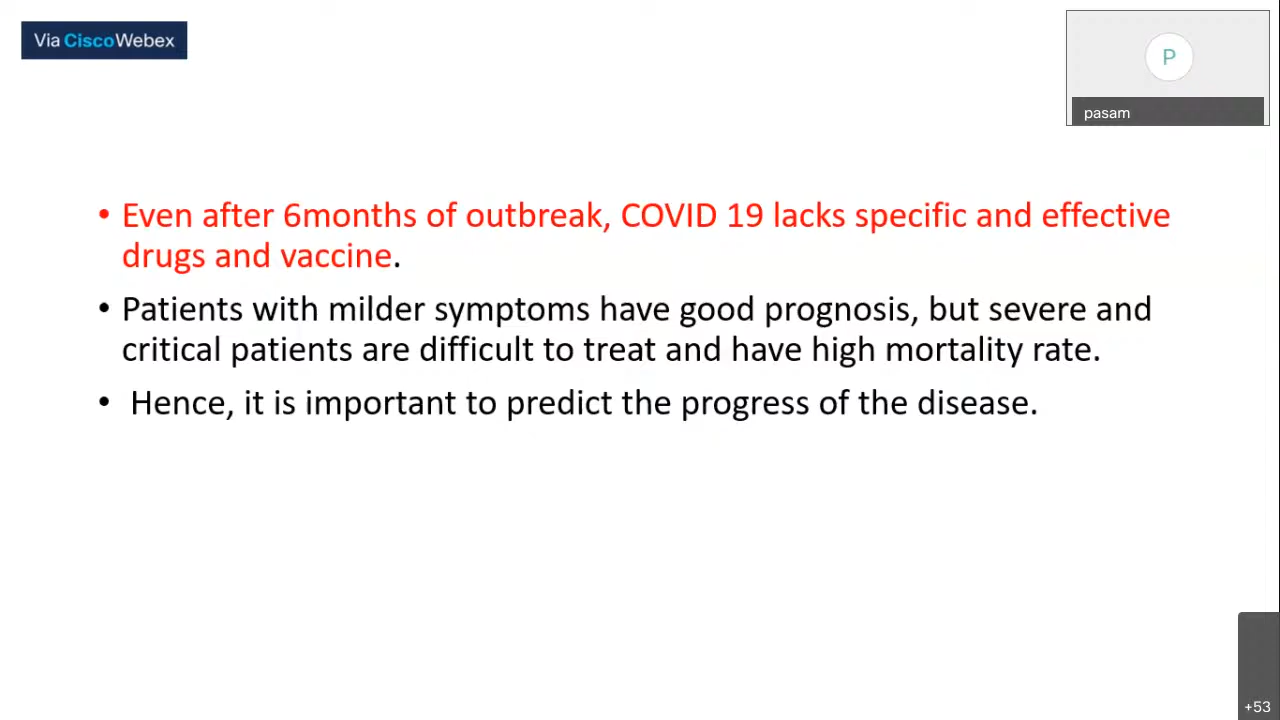 Via CiscoWebex
P
pasam
• Even after 6months of outbreak, COVID 19 lacks specific and effective
drugs and vaccine.
• Patients with milder symptoms have good prognosis, but severe and
critical patients are difficult to treat and have high mortality rate.
• Hence, it is important to predict the progress of the disease.
+53